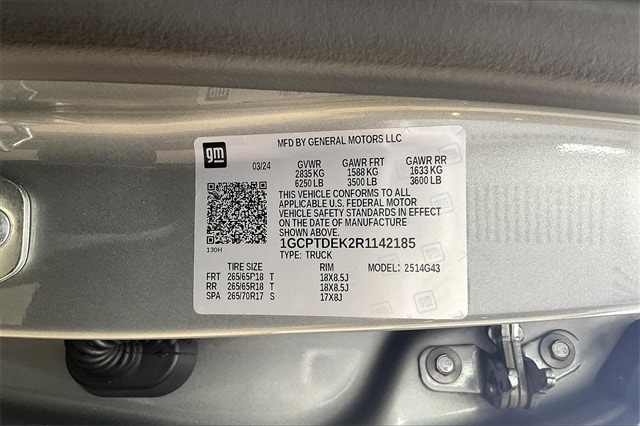 MFD BY GENERAL MOTORS LLC
gm
03/24
GVWR GAWR FRT GAWR RR
2835 KG 1588 KG 1633 KG
6250 LB 3500 LB 3600 LB
THIS VEHICLE CONFORMS TO ALL
APPLICABLE U.S. FEDERAL MOTOR
VEHICLE SAFETY STANDARDS IN EFFECT
ON THE DATE OF MANUFACTURE
SHOWN ABOVE.
1GCPTDEK2R1142185
130H
TYPE: TRUCK
TIRE SIZE RIM MODEL: 2514G43
FRT 265/65R18 T 18X8.5J
RR 265/65R18 T 18X8.5J
SPA 265/70R17 S 17X8J